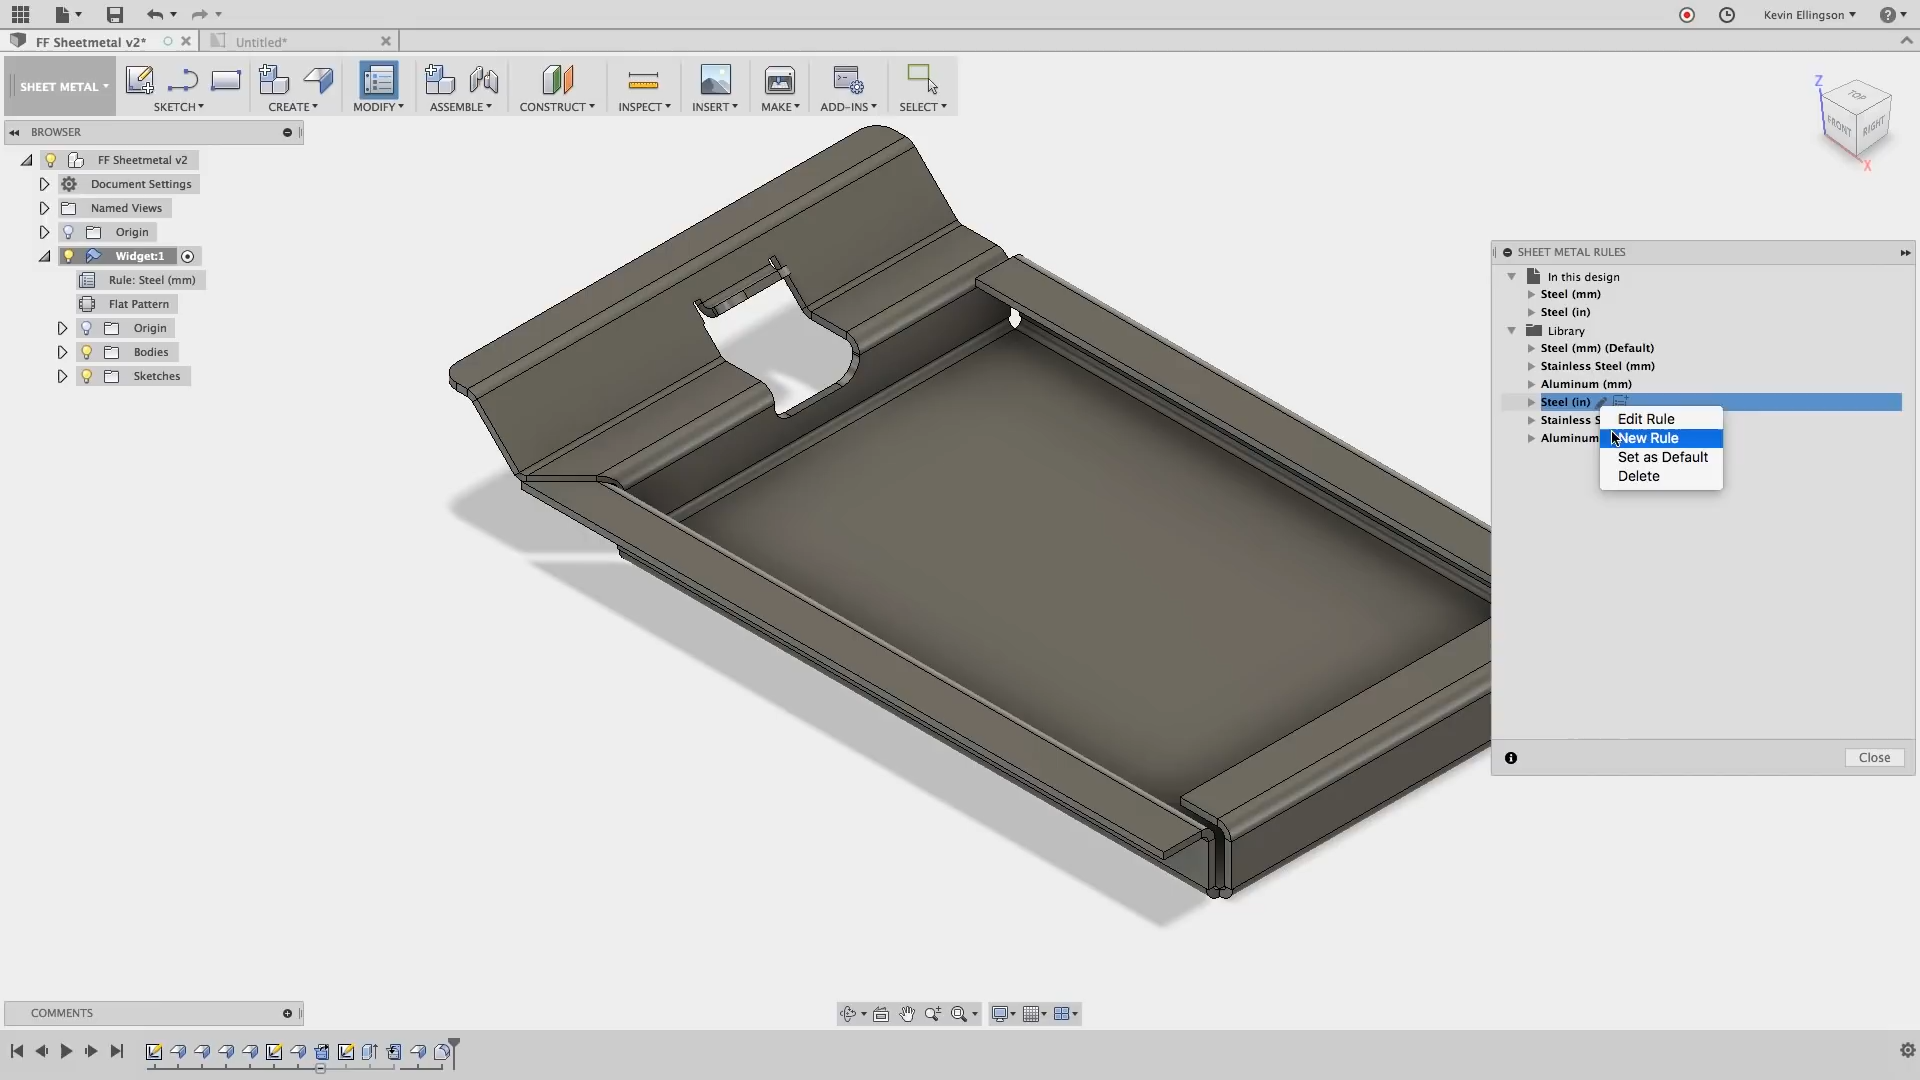 Kevin Ellingson
FF Sheetmetal v2*
Untitled*
SHEET METAL
SKETCH
CREATE
MODIFY
ASSEMBLE
CONSTRUCT
INSPECT
INSERT
MAKE
ADD-INS
SELECT
BROWSER
FF Sheetmetal v2
Document Settings
Named Views
Origin
Widget:1
Rule: Steel (mm)
Flat Pattern
Origin
Bodies
Sketches
Z
TOP
FRONT
RIGHT
X
SHEET METAL RULES
In this design
Steel (mm)
Steel (in)
Library
Steel (mm) (Default)
Stainless Steel (mm)
Aluminum (mm)
Steel (in)
Stainless S
Aluminum
Edit Rule
New Rule
Set as Default
Delete
Close
COMMENTS